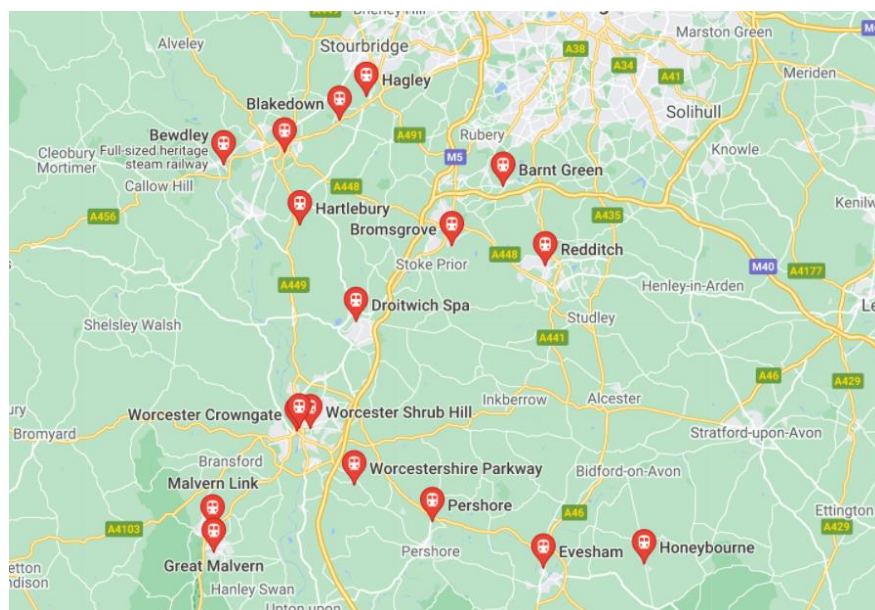 Stourbridge
Alveley
Marston Green
A38
A34
A41
Meriden
Hagley
Blakedown
Solihull
A491
Rubery
Bewdley
Full-sized heritage
steam railway
Cleobury
Mortimer
M5
Knowle
Barnt Green
Callow Hill
A448
Hartlebury
A456
Bromsgrove
A435
Redditch
A448
Stoke Prior
M40
A4177
A449
Henley-in-Arden
Droitwich Spa
Studley
Shelsley Walsh
A441
A46
A429
Inkberrow
Alcester
Worcester Crowngate
Worcester Shrub Hill
Stratford-upon-Avon
Bromyard
Bransford
Worcestershire Parkway
Bidford-on-Avon
Malvern Link
Pershore
Ettington
A4103
A46
A429
Pershore
Evesham
Honeybourne
Great Malvern
Hanley Swan